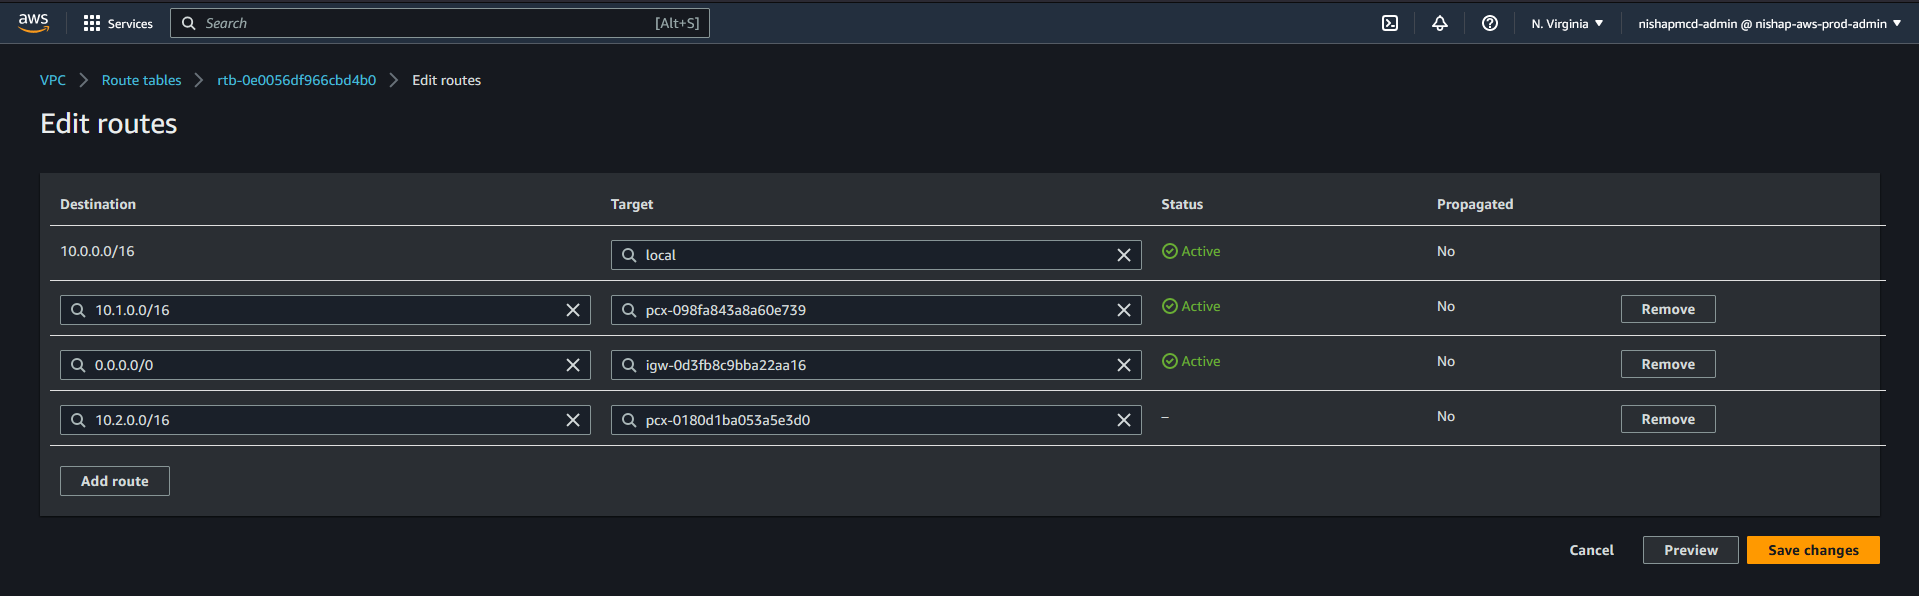 aws Services Search [Alt+S] N. Virginia nishapmcd-admin @ nishap-aws-prod-admin
VPC Route tables rtb-0e0056df966cbd4b0 Edit routes
Edit routes
Destination Target Status Propagated
10.0.0.0/16 local Active No
10.1.0.0/16 pcx-098fa843a8a60e739 Active No Remove
0.0.0.0/0 igw-0d3fb8c9bba22aa16 Active No Remove
10.2.0.0/16 pcx-0180d1ba053a5e3d0 – No Remove
Add route
Cancel Preview Save changes